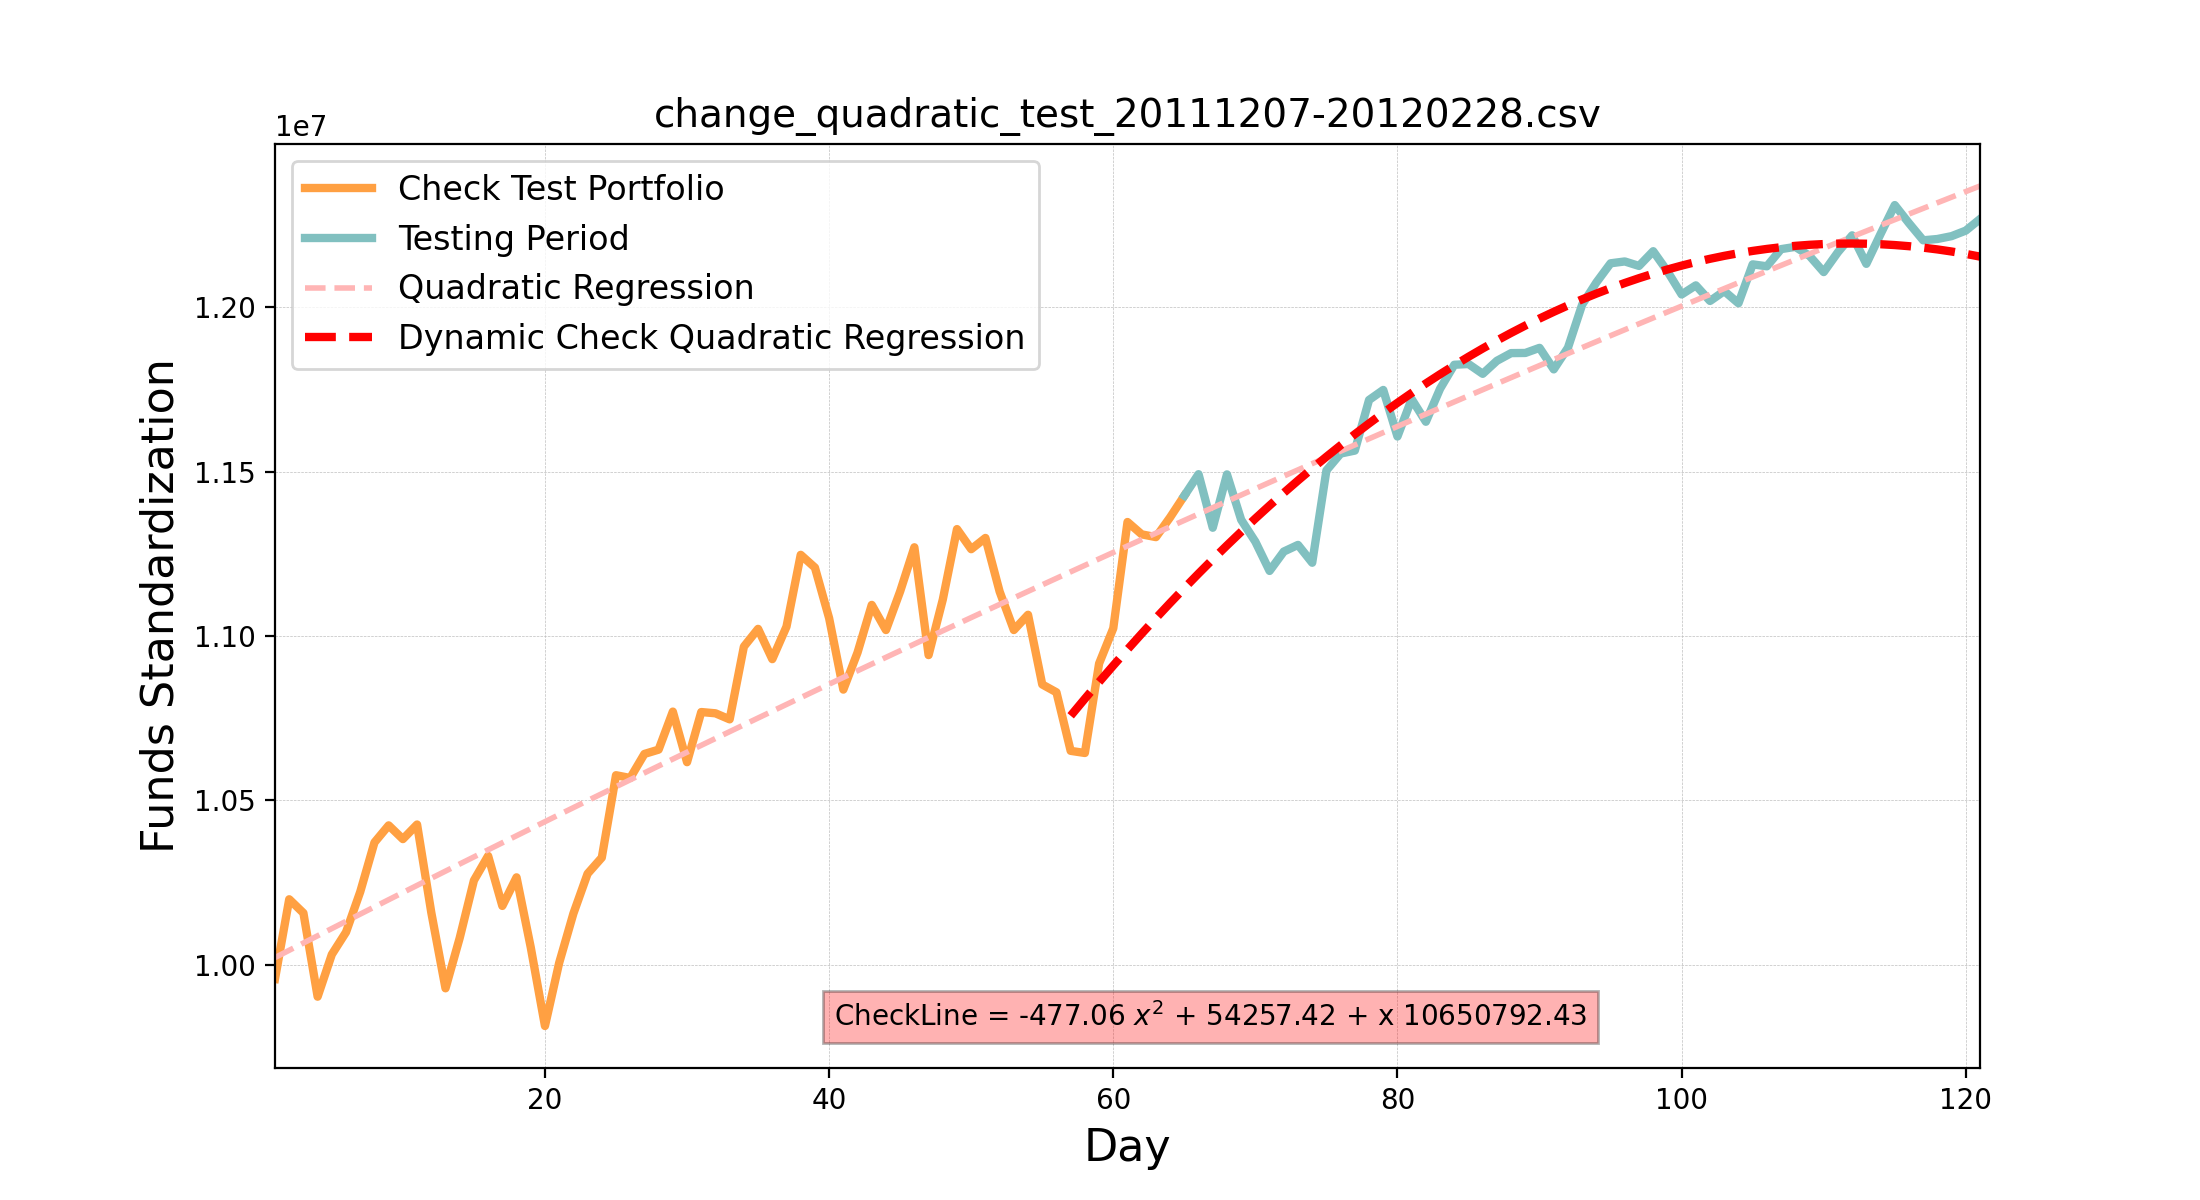 change_quadratic_test_20111207-20120228.csv
1e7
Check Test Portfolio
Testing Period
Quadratic Regression
Dynamic Check Quadratic Regression
Funds Standardization
1.20
1.15
1.10
1.05
1.00
CheckLine = -477.06 x² + 54257.42 + x 10650792.43
20 40 60 80 100 120
Day